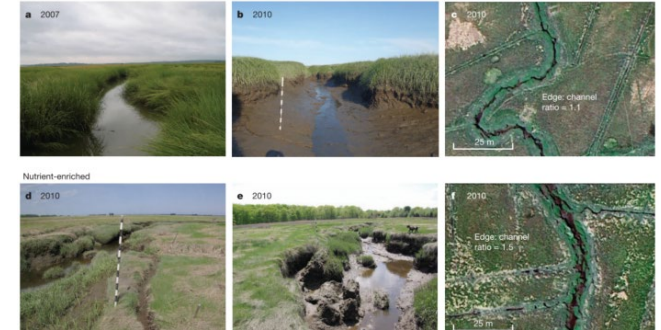 a 2007
b 2010
c 2010
Edge: channel
ratio = 1.1
25 m
Nutrient-enriched
d 2010
e 2010
f 2010
Edge: channel
ratio = 1.5
25 m